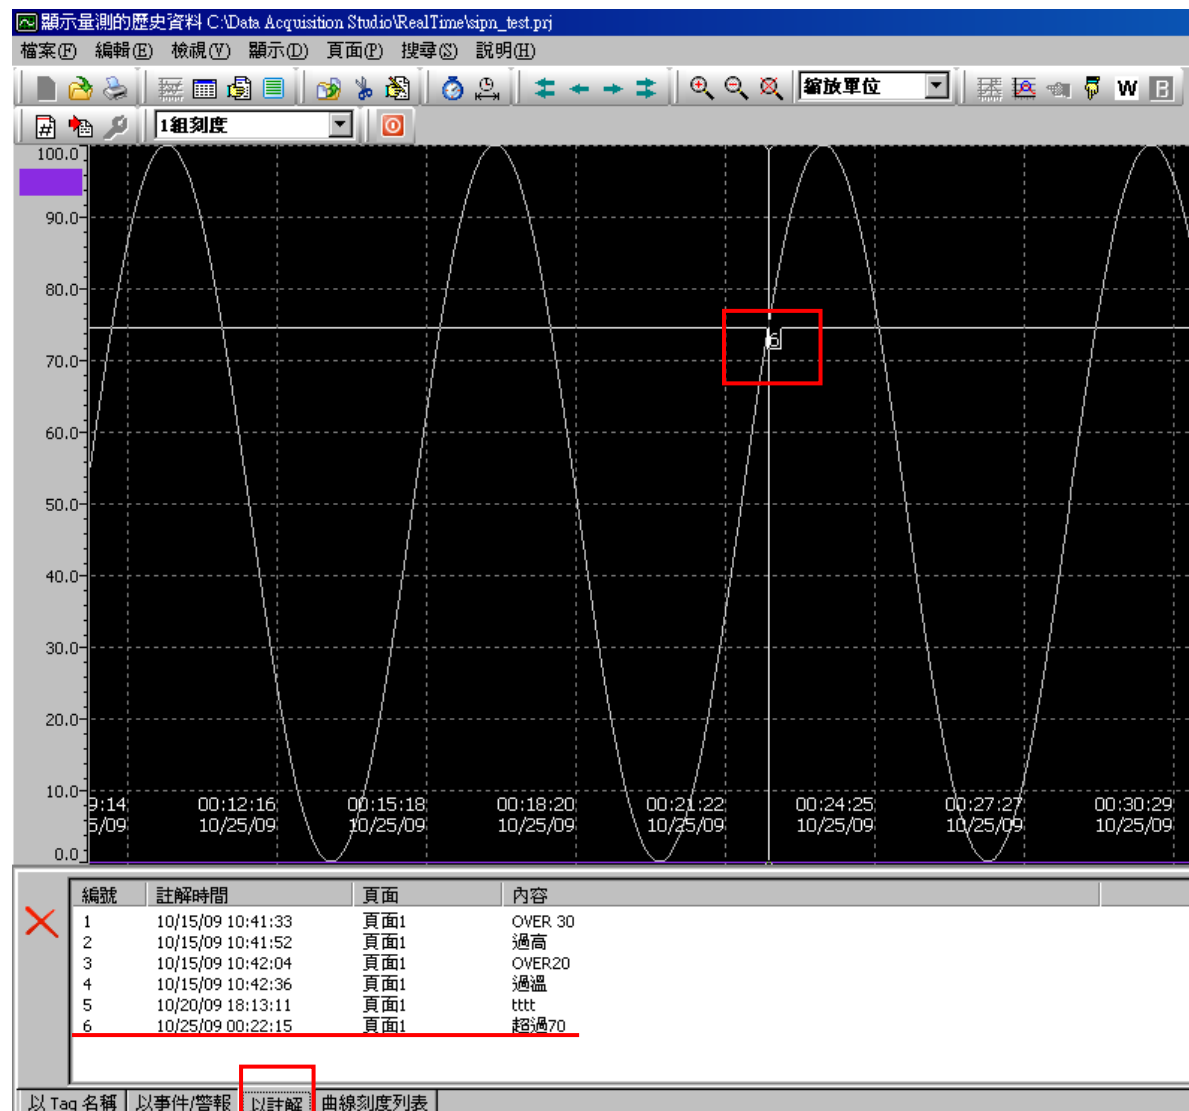 顯示量測的歷史資料 C:\Data Acquisition Studio\RealTime\sipn_test.prj
檔案(F) 編輯(E) 檢視(V) 顯示(D) 頁面(P) 搜尋(S) 說明(H)
縮放單位 W B
# 1組刻度
100.0
90.0
80.0
70.0
6
60.0
50.0
40.0
30.0
20.0
10.0
9:14 00:12:16 00:15:18 00:18:20 00:21:22 00:24:25 00:27:27 00:30:29
5/09 10/25/09 10/25/09 10/25/09 10/25/09 10/25/09 10/25/09 10/25/09
0.0
編號 註解時間 頁面 內容
1 10/15/09 10:41:33 頁面1 OVER 30
2 10/15/09 10:41:52 頁面1 過高
3 10/15/09 10:42:04 頁面1 OVER20
4 10/15/09 10:42:36 頁面1 過溫
5 10/20/09 18:13:11 頁面1 tttt
6 10/25/09 00:22:15 頁面1 超過70
以 Tag 名稱 以事件/警報 以註解 曲線刻度列表